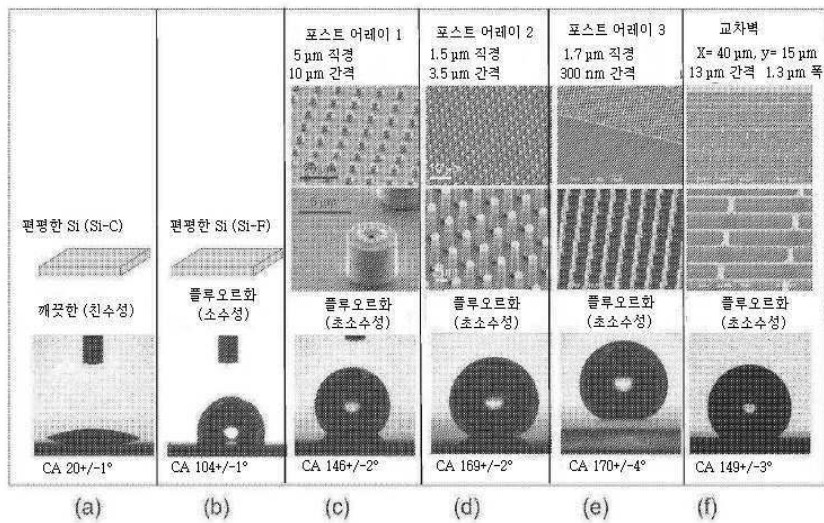 포스트 어레이 1
5 µm 직경
10 µm 간격
포스트 어레이 2
1.5 µm 직경
3.5 µm 간격
포스트 어레이 3
1.7 µm 직경
300 nm 간격
교차벽
X= 40 µm, y= 15 µm
13 µm 간격 1.3 µm 폭
편평한 Si (Si-C)
편평한 Si (Si-F)
깨끗한 (친수성)
플루오르화
(소수성)
플루오르화
(초소수성)
플루오르화
(초소수성)
플루오르화
(초소수성)
플루오르화
(초소수성)
CA 20+/-1°
CA 104+/-1°
CA 146+/-2°
CA 169+/-2°
CA 170+/-4°
CA 149+/-3°
(a)
(b)
(c)
(d)
(e)
(f)